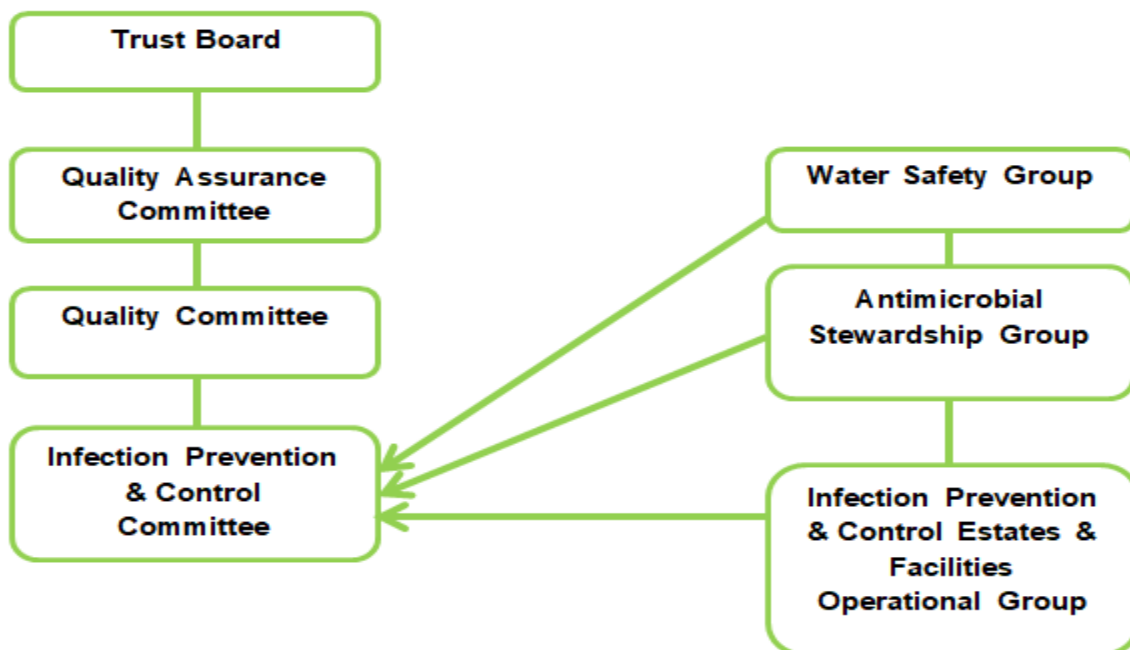 Trust Board
Quality Assurance
Committee
Quality Committee
Infection Prevention
& Control
Committee
Water Safety Group
Antimicrobial
Stewardship Group
Infection Prevention
& Control Estates &
Facilities
Operational Group